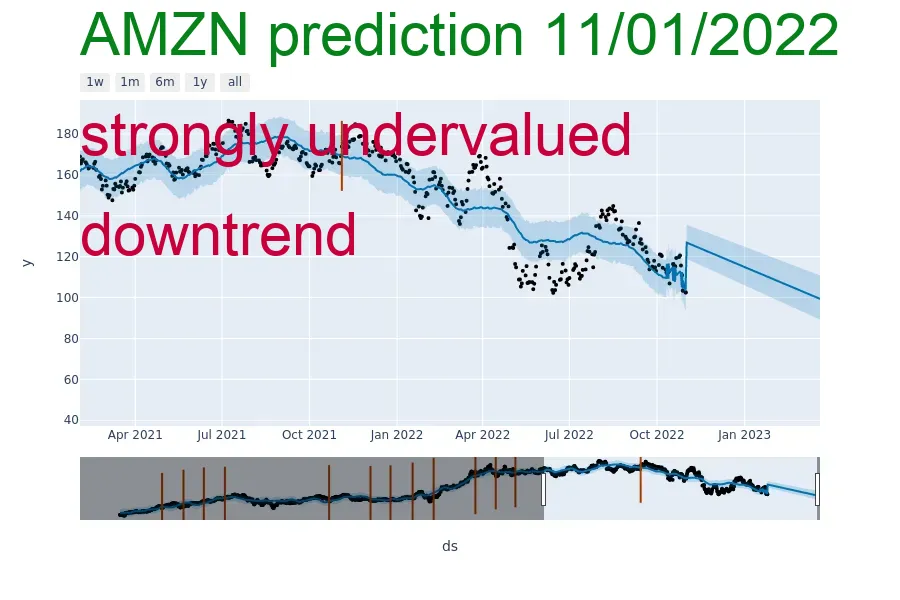 AMZN prediction 11/01/2022
1w 1m 6m 1y all
strongly undervalued
downtrend
y
180
160
140
120
100
80
60
40
Apr 2021 Jul 2021 Oct 2021 Jan 2022 Apr 2022 Jul 2022 Oct 2022 Jan 2023
ds